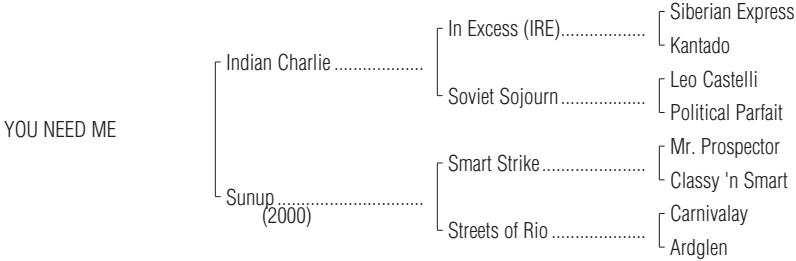 Siberian Express
In Excess (IRE)...................
Kantado
Indian Charlie ....................
Leo Castelli
Soviet Sojourn...................
Political Parfait
YOU NEED ME
Mr. Prospector
Smart Strike.......................
Classy 'n Smart
Sunup.................................
(2000)
Carnivalay
Streets of Rio .....................
Ardglen